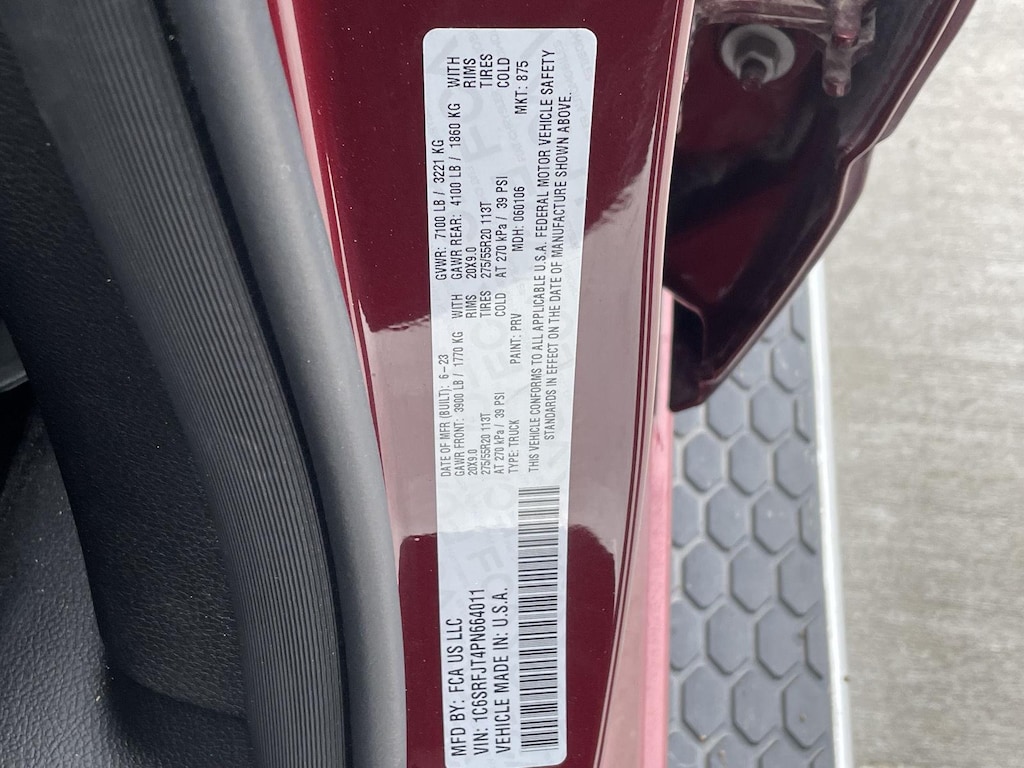 MFD BY: FCA US LLC
DATE OF MFR (BUILT): 6-23
GVWR: 7100 LB / 3221 KG
VIN: 1C6SRFJT4PN664011
GAWR FRONT: 3900 LB / 1770 KG WITH
GAWR REAR: 4100 LB / 1860 KG WITH
VEHICLE MADE IN: U.S.A.
20X9.0 RIMS
20X9.0 RIMS
275/55R20 113T TIRES
275/55R20 113T TIRES
AT 270 kPa / 39 PSI COLD
AT 270 kPa / 39 PSI COLD
TYPE: TRUCK PAINT: PRV MDH: 060106 MKT: 875
THIS VEHICLE CONFORMS TO ALL APPLICABLE U.S.A. FEDERAL MOTOR VEHICLE SAFETY
STANDARDS IN EFFECT ON THE DATE OF MANUFACTURE SHOWN ABOVE.